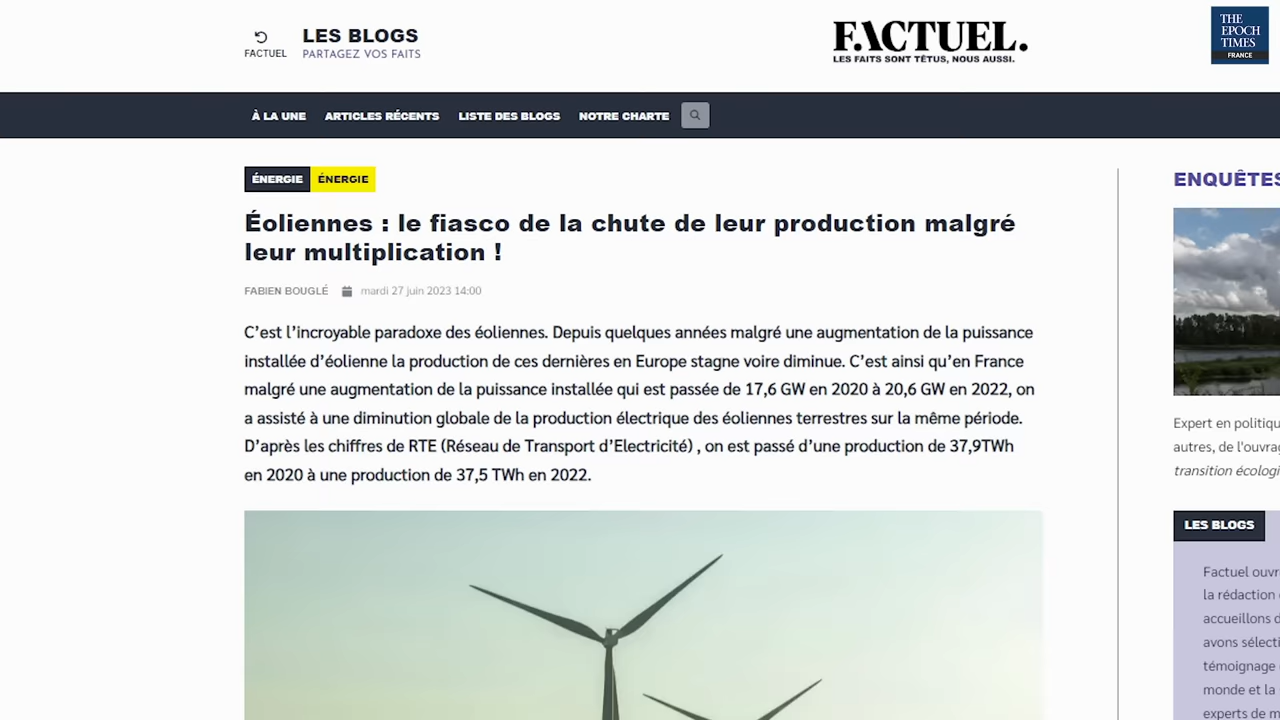 FACTUEL
LES BLOGS
PARTAGEZ VOS FAITS
FACTUEL.
LES FAITS SONT TÊTUS, NOUS AUSSI.
THE
EPOCH
TIMES
FRANCE
À LA UNE ARTICLES RÉCENTS LISTE DES BLOGS NOTRE CHARTE
ÉNERGIE ÉNERGIE
Éoliennes : le fiasco de la chute de leur production malgré
leur multiplication !
FABIEN BOUGLÉ mardi 27 juin 2023 14:00
C’est l’incroyable paradoxe des éoliennes. Depuis quelques années malgré une augmentation de la puissance
installée d’éolienne la production de ces dernières en Europe stagne voire diminue. C’est ainsi qu’en France
malgré une augmentation de la puissance installée qui est passée de 17,6 GW en 2020 à 20,6 GW en 2022, on
a assisté à une diminution globale de la production électrique des éoliennes terrestres sur la même période.
D’après les chiffres de RTE (Réseau de Transport d’Electricité) , on est passé d’une production de 37,9TWh
en 2020 à une production de 37,5 TWh en 2022.
ENQUÊTES
Expert en politiqu
autres, de l'ouvra
transition écologi
LES BLOGS
Factuel ouvr
la rédaction
accueillons d
avons sélecti
témoignage
monde et la
experts de m